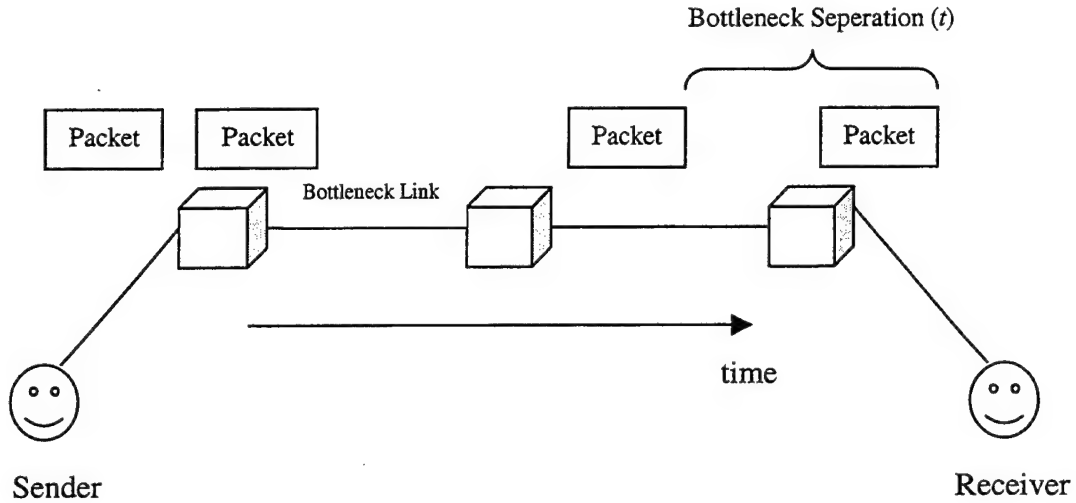 Bottleneck Seperation (t)
Packet
Packet
Packet
Packet
Bottleneck Link
time
Sender
Receiver